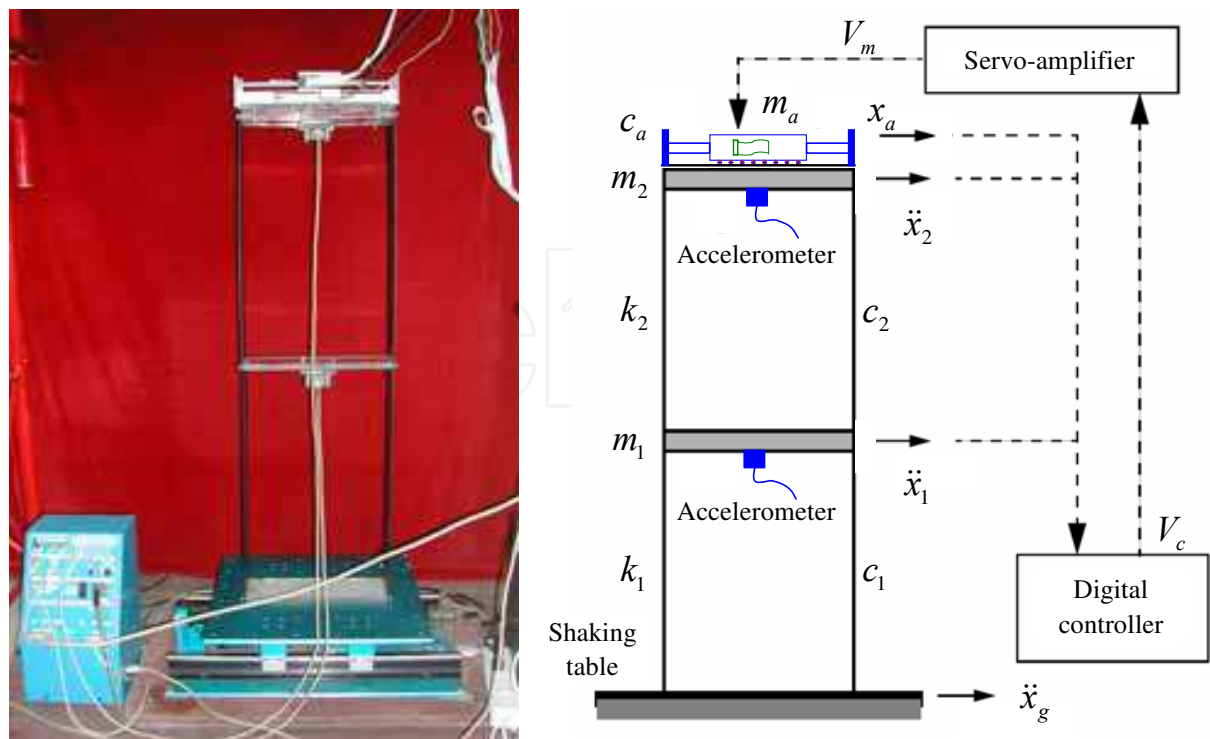 V_m
Servo-amplifier
c_a
m_a
x_a
m_2
ẍ_2
Accelerometer
k_2
c_2
m_1
ẍ_1
Accelerometer
V_c
k_1
c_1
Digital
controller
Shaking
table
ẍ_g